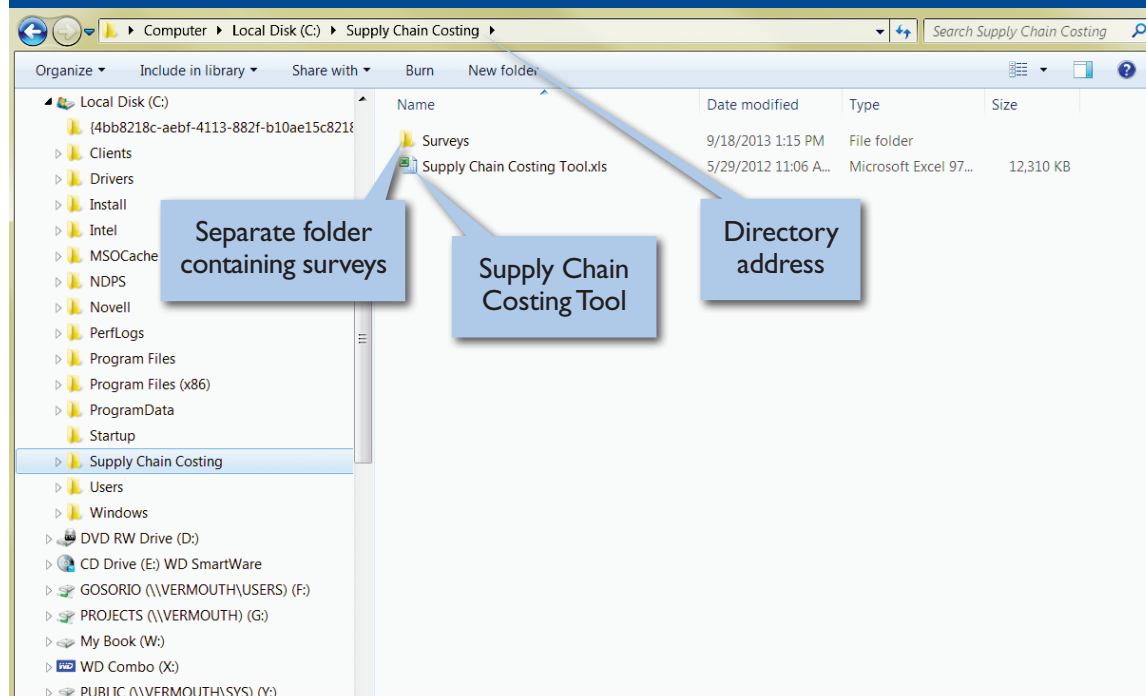 Computer ▸ Local Disk (C:) ▸ Supply Chain Costing ▸
Search Supply Chain Costing
Organize Include in library Share with Burn New folder
Local Disk (C:)
{4bb8218c-aebf-4113-882f-b10ae15c8218
Clients
Drivers
Install
Intel
MSOCache
NDPS
Novell
PerfLogs
Program Files
Program Files (x86)
ProgramData
Startup
Supply Chain Costing
Users
Windows
DVD RW Drive (D:)
CD Drive (E:) WD SmartWare
GOSORIO (\\VERMOUTH\USERS) (F:)
PROJECTS (\\VERMOUTH) (G:)
My Book (W:)
WD Combo (X:)
PUBLIC (\\VERMOUTH\SYS) (Y:)
Name Date modified Type Size
Surveys 9/18/2013 1:15 PM File folder
Supply Chain Costing Tool.xls 5/29/2012 11:06 A... Microsoft Excel 97... 12,310 KB
Separate folder
containing surveys
Supply Chain
Costing Tool
Directory
address